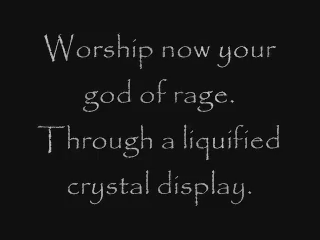 Worship now your
god of rage.
Through a liquified
crystal display.